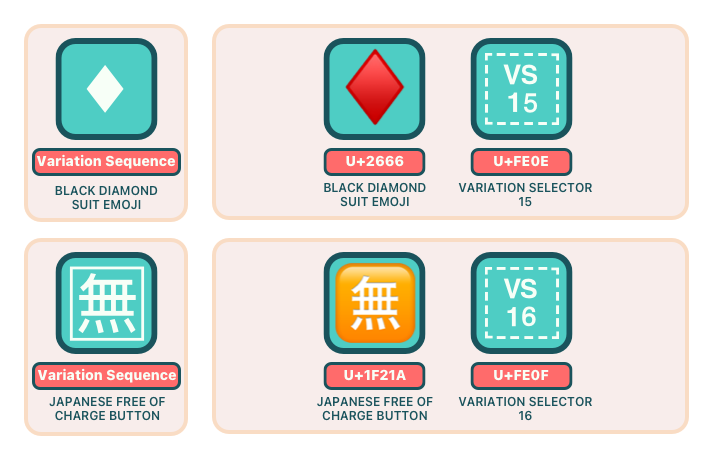 Variation Sequence
BLACK DIAMOND
SUIT EMOJI
U+2666
BLACK DIAMOND
SUIT EMOJI
VS
15
U+FE0E
VARIATION SELECTOR
15
無
Variation Sequence
JAPANESE FREE OF
CHARGE BUTTON
無
U+1F21A
JAPANESE FREE OF
CHARGE BUTTON
VS
16
U+FE0F
VARIATION SELECTOR
16